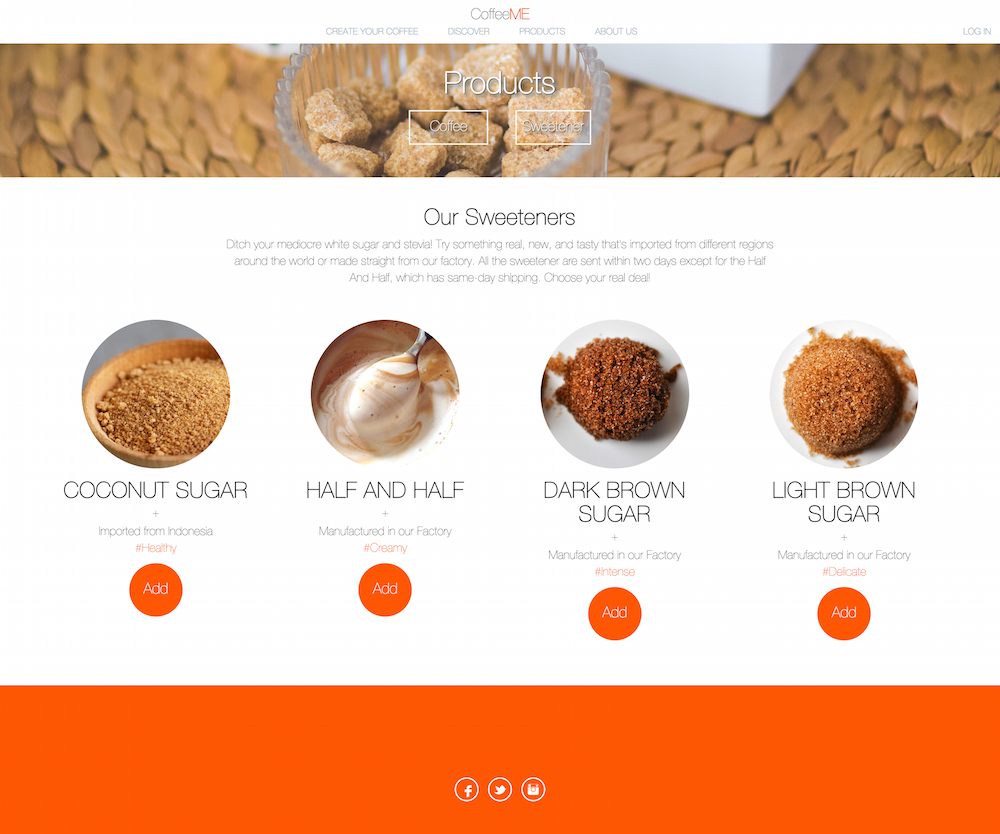 CoffeeME
CREATE YOUR COFFEE DISCOVER PRODUCTS ABOUT US LOG IN
Products
Coffee Sweetener
Our Sweeteners
Ditch your mediocre white sugar and stevia! Try something real, new, and tasty that's imported from different regions
around the world or made straight from our factory. All the sweetener are sent within two days except for the Half
And Half, which has same-day shipping. Choose your real deal!
COCONUT SUGAR
+
Imported from Indonesia
#Healthy
Add
HALF AND HALF
+
Manufactured in our Factory
#Creamy
Add
DARK BROWN
SUGAR
+
Manufactured in our Factory
#Intense
Add
LIGHT BROWN
SUGAR
+
Manufactured in our Factory
#Delicate
Add